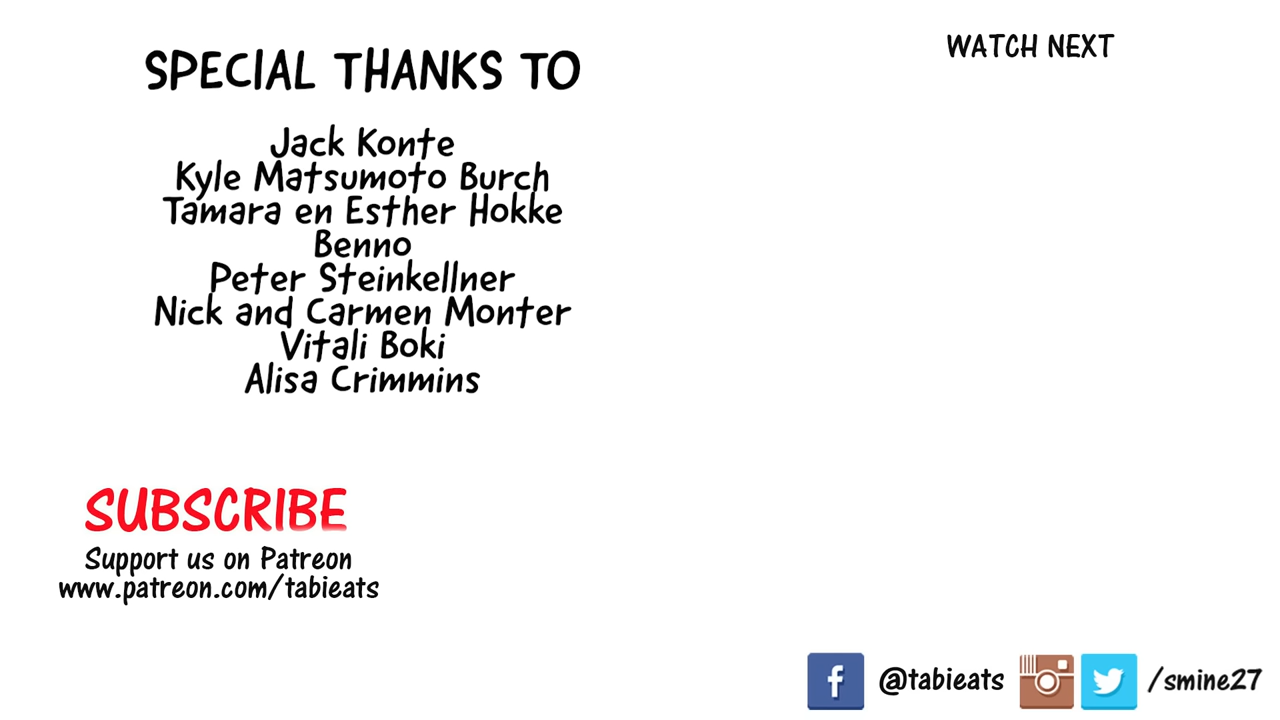 SPECIAL THANKS TO
Jack Konte
Kyle Matsumoto Burch
Tamara en Esther Hokke
Benno
Peter Steinkellner
Nick and Carmen Monter
Vitali Boki
Alisa Crimmins
WATCH NEXT
SUBSCRIBE
Support us on Patreon
www.patreon.com/tabieats
@tabieats /smine27